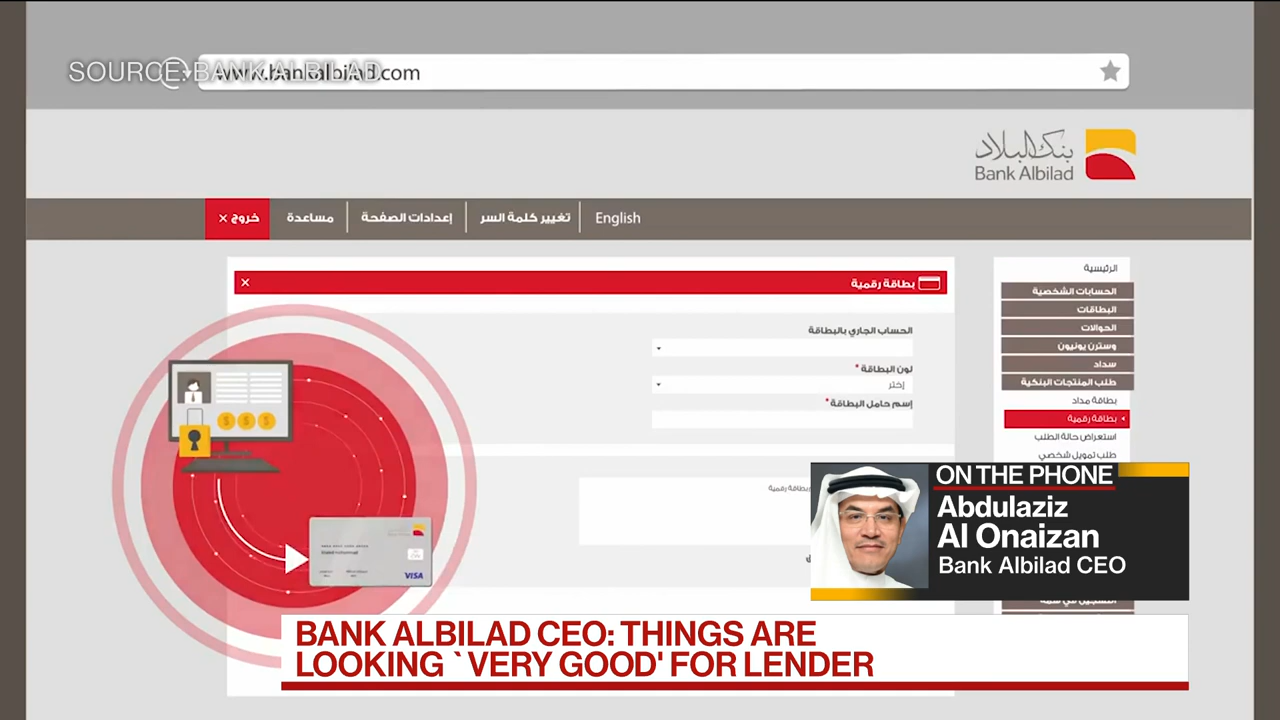 SOURCE: BANK ALBILAD
www.bankalbilad.com
بنك البلاد
Bank Albilad
خروج ×
مساعدة
إعدادات الصفحة
تغيير كلمة السر
English
×
بطاقة رقمية
الرئيسية
الحسابات الشخصية
البطاقات
الحوالات
وسترن يونيون
سداد
طلب المنتجات البنكية
بطاقة مداد
بطاقة رقمية
استعراض حالة الطلب
طلب تمويل شخصي
الحساب الجاري بالبطاقة
لون البطاقة *
إختر
إسم حامل البطاقة *
VISA
ON THE PHONE
Abdulaziz
Al Onaizan
Bank Albilad CEO
BANK ALBILAD CEO: THINGS ARE
LOOKING `VERY GOOD' FOR LENDER